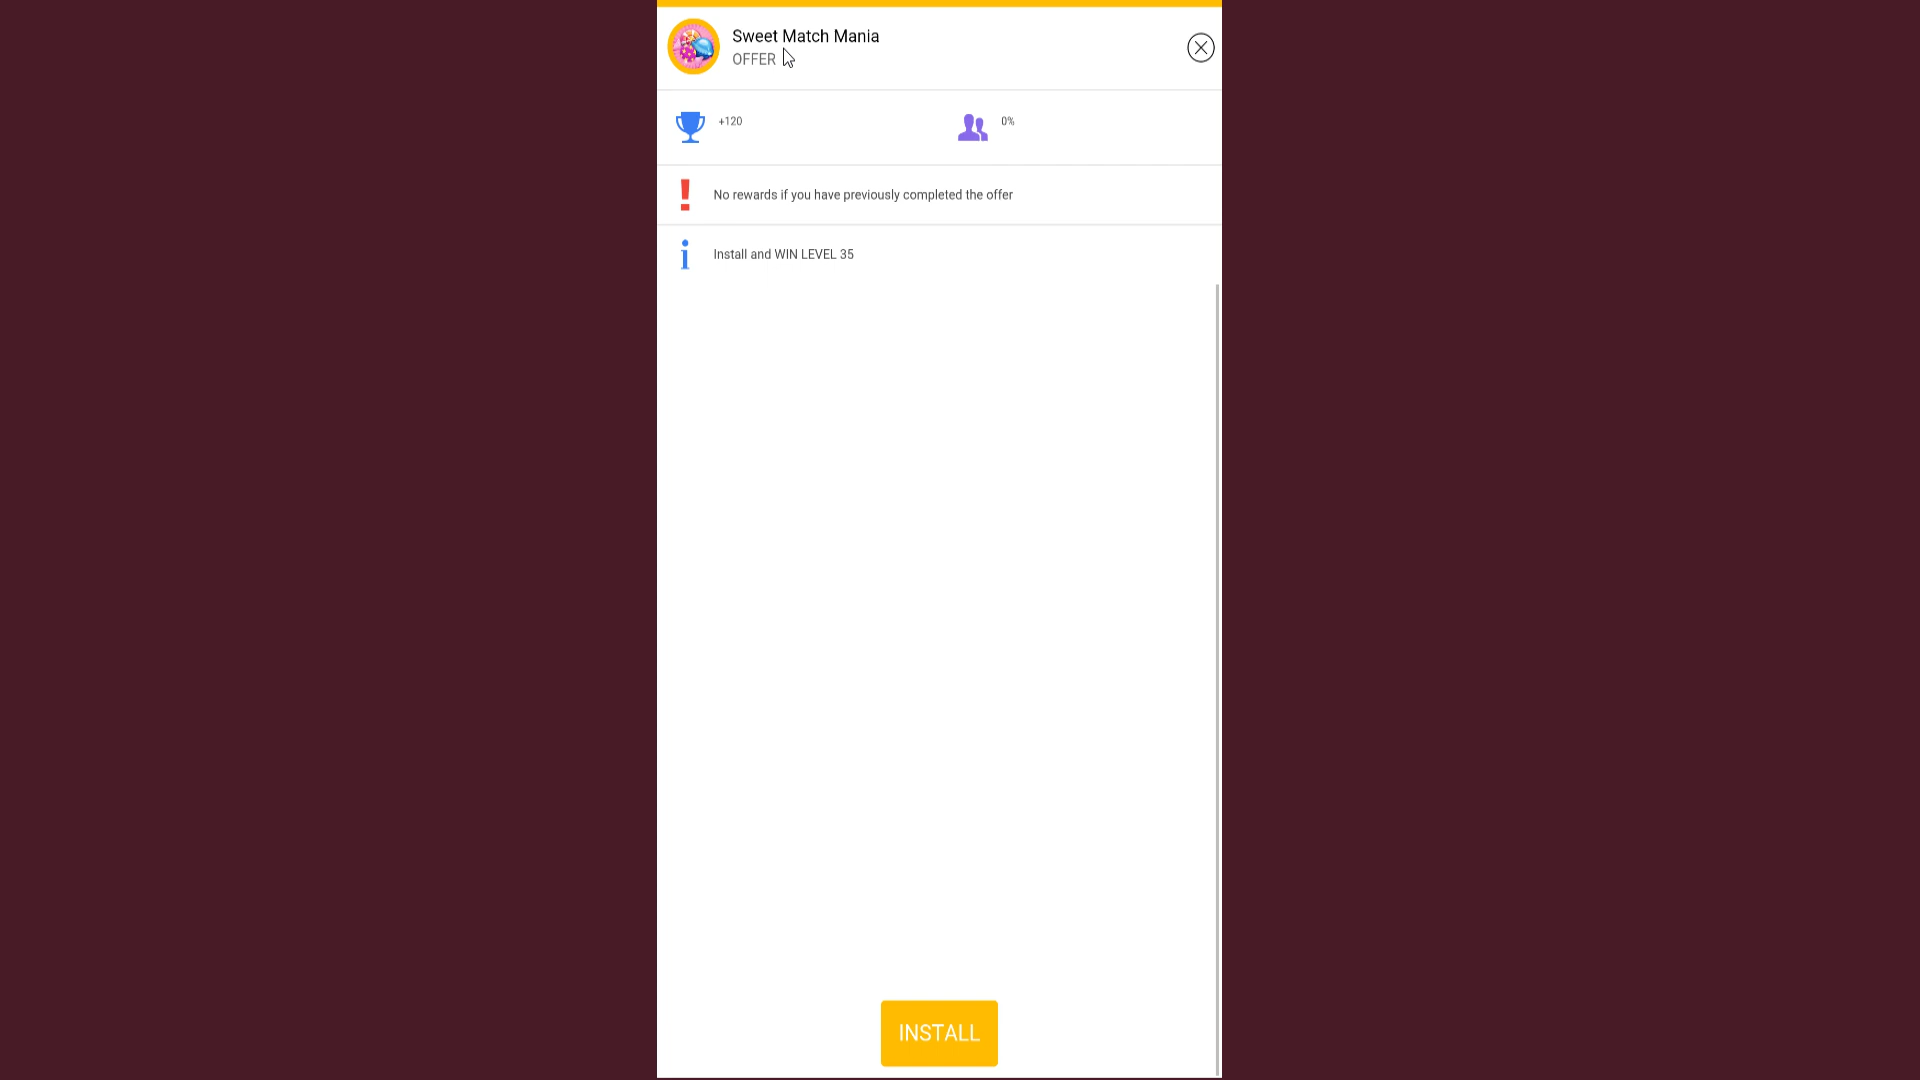 Sweet Match Mania
OFFER
+120
0%
No rewards if you have previously completed the offer
Install and WIN LEVEL 35
INSTALL